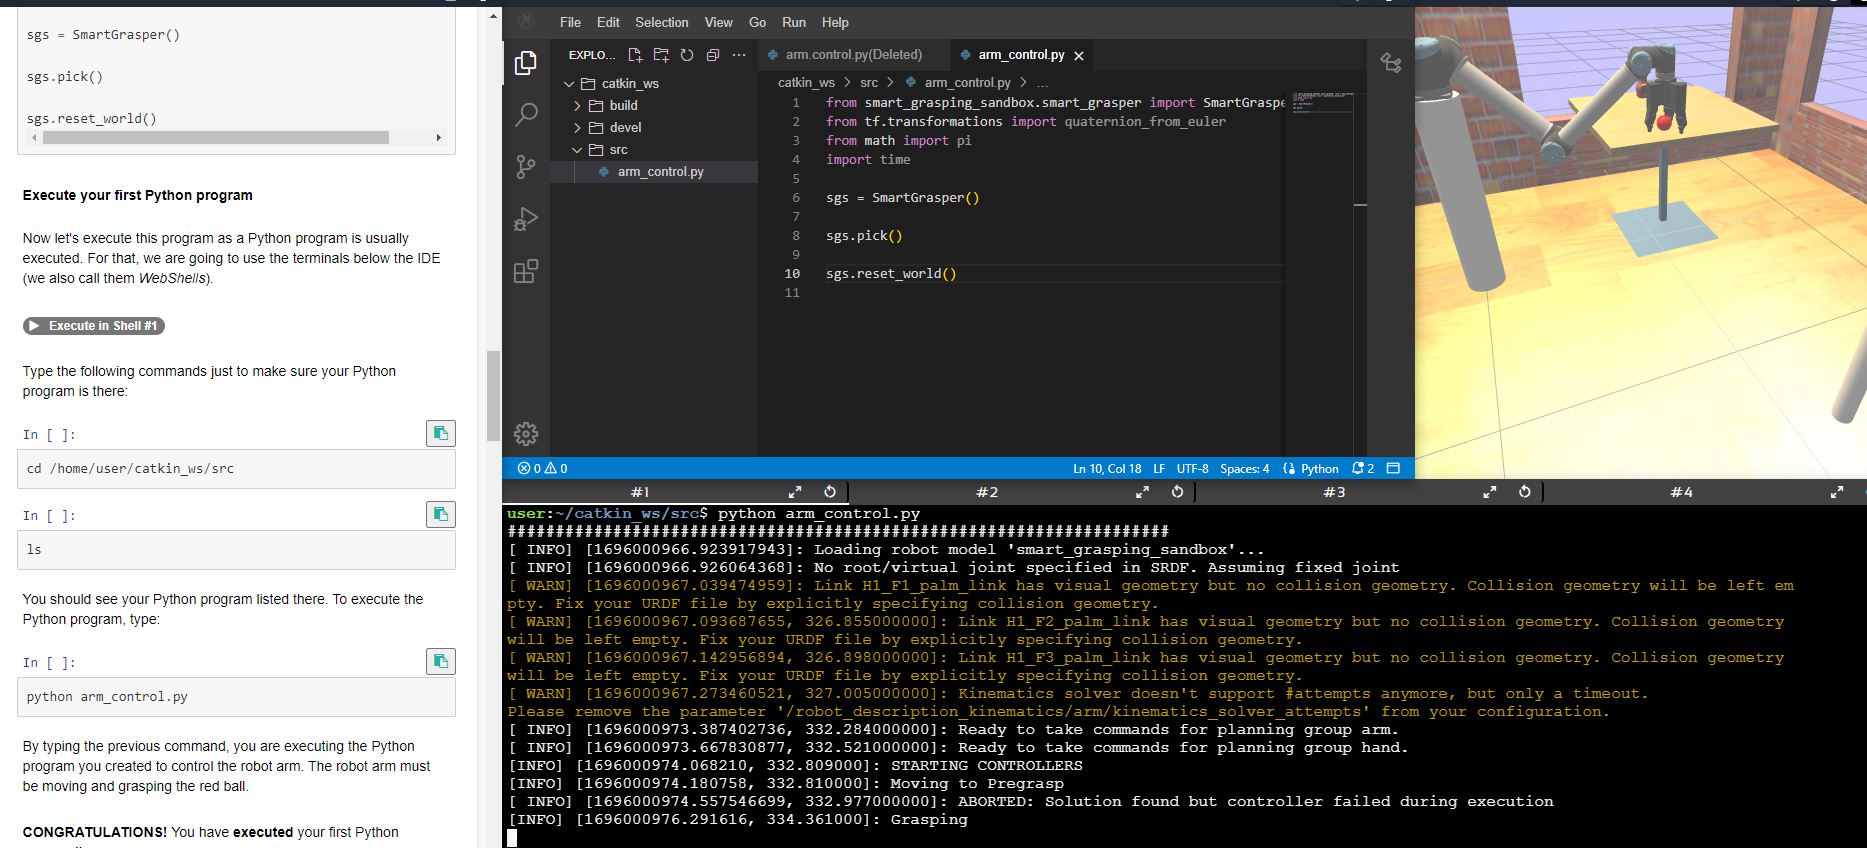 sgs = SmartGrasper()
sgs.pick()
sgs.reset_world()
Execute your first Python program
Now let's execute this program as a Python program is usually
executed. For that, we are going to use the terminals below the IDE
(we also call them WebShells).
Execute in Shell #1
Type the following commands just to make sure your Python
program is there:
In [ ]:
cd /home/user/catkin_ws/src
In [ ]:
ls
You should see your Python program listed there. To execute the
Python program, type:
In [ ]:
python arm_control.py
By typing the previous command, you are executing the Python
program you created to control the robot arm. The robot arm must
be moving and grasping the red ball.
CONGRATULATIONS! You have executed your first Python
File Edit Selection View Go Run Help
EXPLO...
catkin_ws
build
devel
src
arm_control.py
arm.control.py(Deleted) arm_control.py
catkin_ws > src > arm_control.py > ...
1 from smart_grasping_sandbox.smart_grasper import SmartGraspe
2 from tf.transformations import quaternion_from_euler
3 from math import pi
4 import time
5
6 sgs = SmartGrasper()
7
8 sgs.pick()
9
10 sgs.reset_world()
11
0 0 Ln 10, Col 18 LF UTF-8 Spaces: 4 Python 2
#1 #2 #3 #4
user:~/catkin_ws/src$ python arm_control.py
#####################################################################
[ INFO] [1696000966.923917943]: Loading robot model 'smart_grasping_sandbox'...
[ INFO] [1696000966.926064368]: No root/virtual joint specified in SRDF. Assuming fixed joint
[ WARN] [1696000967.039474959]: Link H1_F1_palm_link has visual geometry but no collision geometry. Collision geometry will be left em
pty. Fix your URDF file by explicitly specifying collision geometry.
[ WARN] [1696000967.093687655, 326.855000000]: Link H1_F2_palm_link has visual geometry but no collision geometry. Collision geometry
will be left empty. Fix your URDF file by explicitly specifying collision geometry.
[ WARN] [1696000967.142956894, 326.898000000]: Link H1_F3_palm_link has visual geometry but no collision geometry. Collision geometry
will be left empty. Fix your URDF file by explicitly specifying collision geometry.
[ WARN] [1696000967.273460521, 327.005000000]: Kinematics solver doesn't support #attempts anymore, but only a timeout.
Please remove the parameter '/robot_description_kinematics/arm/kinematics_solver_attempts' from your configuration.
[ INFO] [1696000973.387402736, 332.284000000]: Ready to take commands for planning group arm.
[ INFO] [1696000973.667830877, 332.521000000]: Ready to take commands for planning group hand.
[INFO] [1696000974.068210, 332.809000]: STARTING CONTROLLERS
[INFO] [1696000974.180758, 332.810000]: Moving to Pregrasp
[ INFO] [1696000974.557546699, 332.977000000]: ABORTED: Solution found but controller failed during execution
[INFO] [1696000976.291616, 334.361000]: Grasping